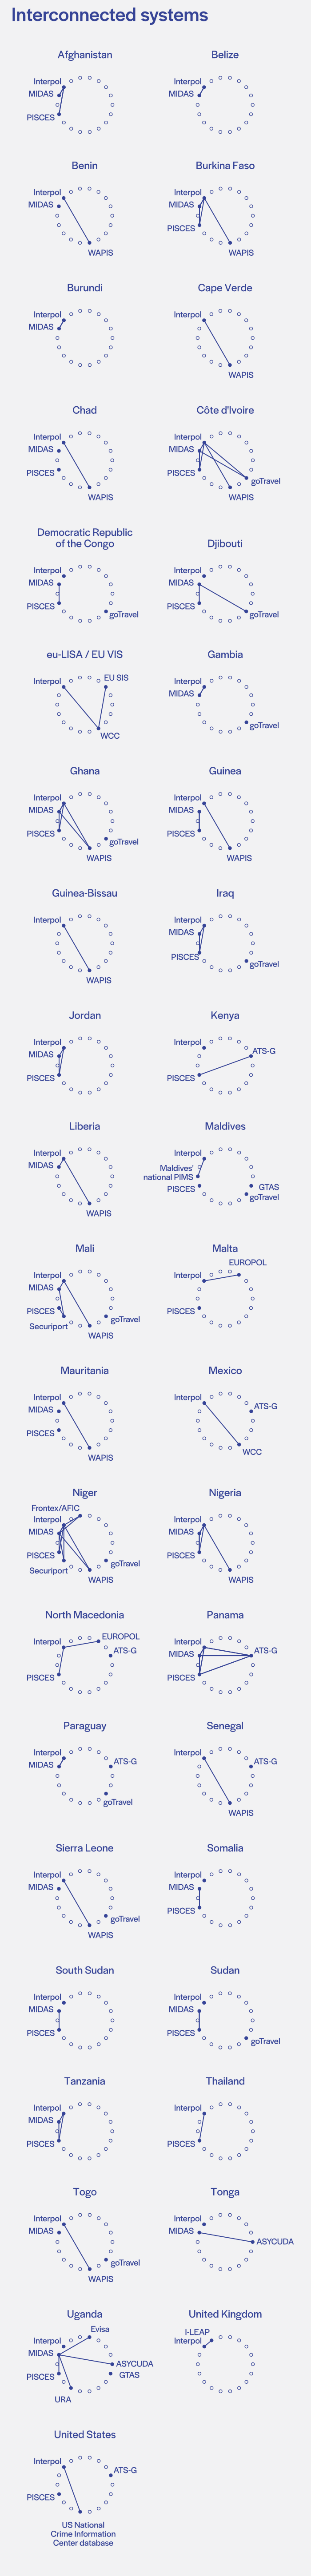 Interconnected systems
Afghanistan
Interpol
MIDAS
PISCES
Belize
Interpol
MIDAS
Benin
Interpol
MIDAS
WAPIS
Burkina Faso
Interpol
MIDAS
PISCES
WAPIS
Burundi
Interpol
MIDAS
Cape Verde
Interpol
WAPIS
Chad
Interpol
MIDAS
PISCES
WAPIS
Côte d'Ivoire
Interpol
MIDAS
PISCES
goTravel
WAPIS
Democratic Republic
of the Congo
Interpol
MIDAS
PISCES
goTravel
Djibouti
Interpol
MIDAS
PISCES
goTravel
eu-LISA / EU VIS
Interpol
EU SIS
WCC
Gambia
Interpol
MIDAS
goTravel
Ghana
Interpol
MIDAS
PISCES
goTravel
WAPIS
Guinea
Interpol
MIDAS
PISCES
WAPIS
Guinea-Bissau
Interpol
WAPIS
Iraq
Interpol
MIDAS
PISCES
goTravel
Jordan
Interpol
MIDAS
PISCES
Kenya
Interpol
ATS-G
PISCES
Liberia
Interpol
MIDAS
WAPIS
Maldives
Interpol
Maldives'
national PIMS
PISCES
GTAS
goTravel
Mali
Interpol
MIDAS
PISCES
Securiport
goTravel
WAPIS
Malta
EUROPOL
Interpol
PISCES
Mauritania
Interpol
MIDAS
PISCES
WAPIS
Mexico
Interpol
ATS-G
WCC
Niger
Frontex/AFIC
Interpol
MIDAS
PISCES
Securiport
goTravel
WAPIS
Nigeria
Interpol
MIDAS
PISCES
WAPIS
North Macedonia
EUROPOL
Interpol
ATS-G
PISCES
Panama
Interpol
ATS-G
MIDAS
PISCES
Paraguay
Interpol
MIDAS
ATS-G
goTravel
Senegal
Interpol
ATS-G
WAPIS
Sierra Leone
Interpol
MIDAS
goTravel
WAPIS
Somalia
Interpol
MIDAS
PISCES
South Sudan
Interpol
MIDAS
PISCES
Sudan
Interpol
MIDAS
PISCES
goTravel
Tanzania
Interpol
MIDAS
PISCES
Thailand
Interpol
PISCES
Togo
Interpol
MIDAS
goTravel
WAPIS
Tonga
Interpol
MIDAS
ASYCUDA
Uganda
Evisa
Interpol
MIDAS
ASYCUDA
PISCES
GTAS
URA
United Kingdom
I-LEAP
Interpol
United States
Interpol
ATS-G
PISCES
US National
Crime Information
Center database